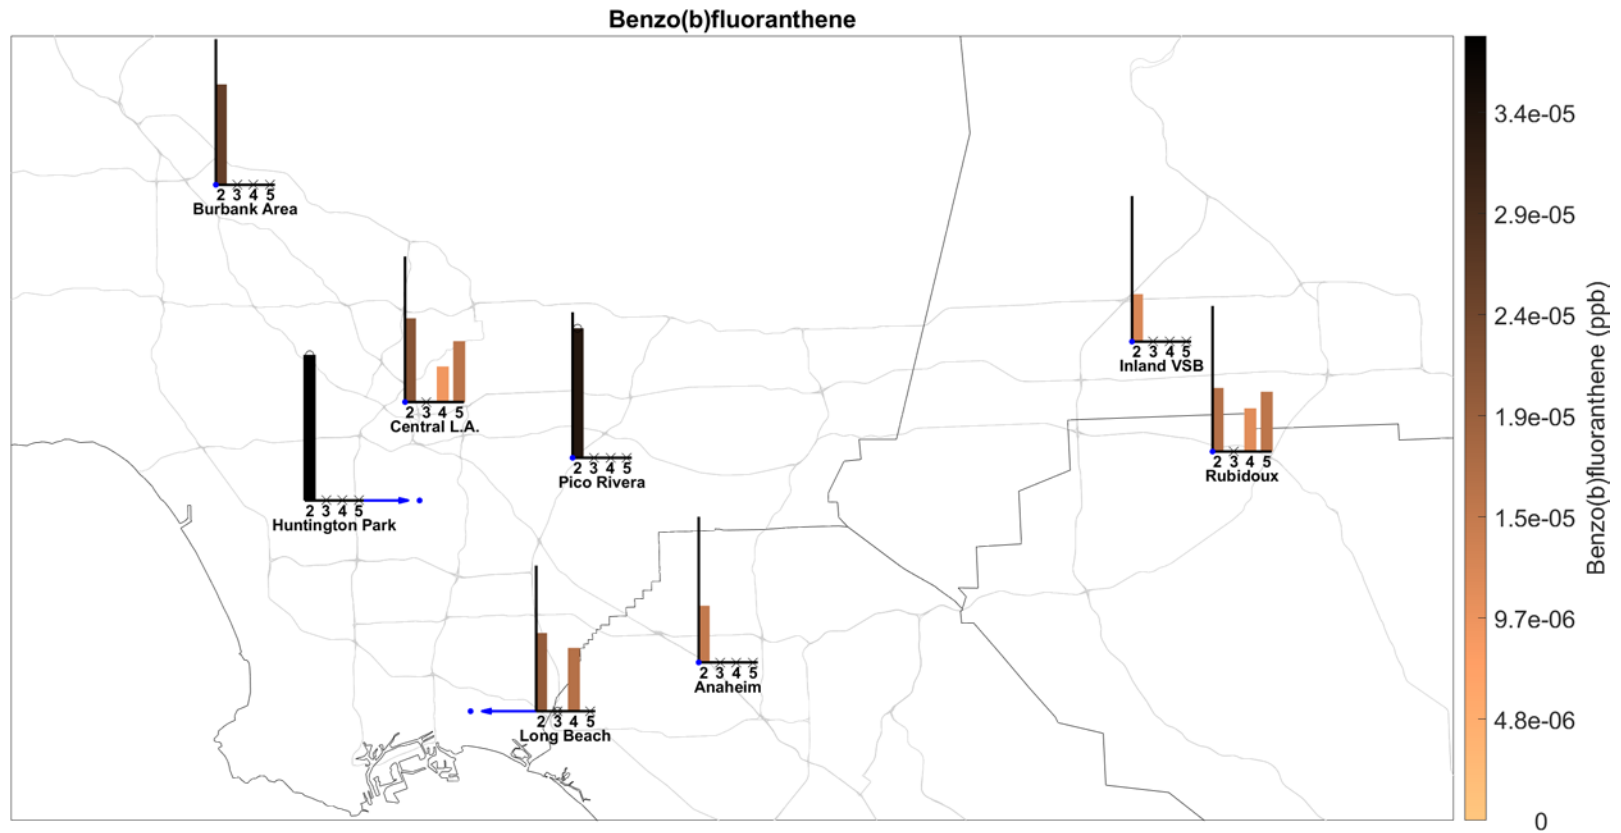 Benzo(b)fluoranthene
2 3 4 5
Burbank Area
2 3 4 5
Central L.A.
2 3 4 5
Huntington Park
2 3 4 5
Pico Rivera
2 3 4 5
Inland VSB
2 3 4 5
Rubidoux
2 3 4 5
Anaheim
2 3 4 5
Long Beach
3.4e-05
2.9e-05
2.4e-05
1.9e-05
1.5e-05
9.7e-06
4.8e-06
0
Benzo(b)fluoranthene (ppb)